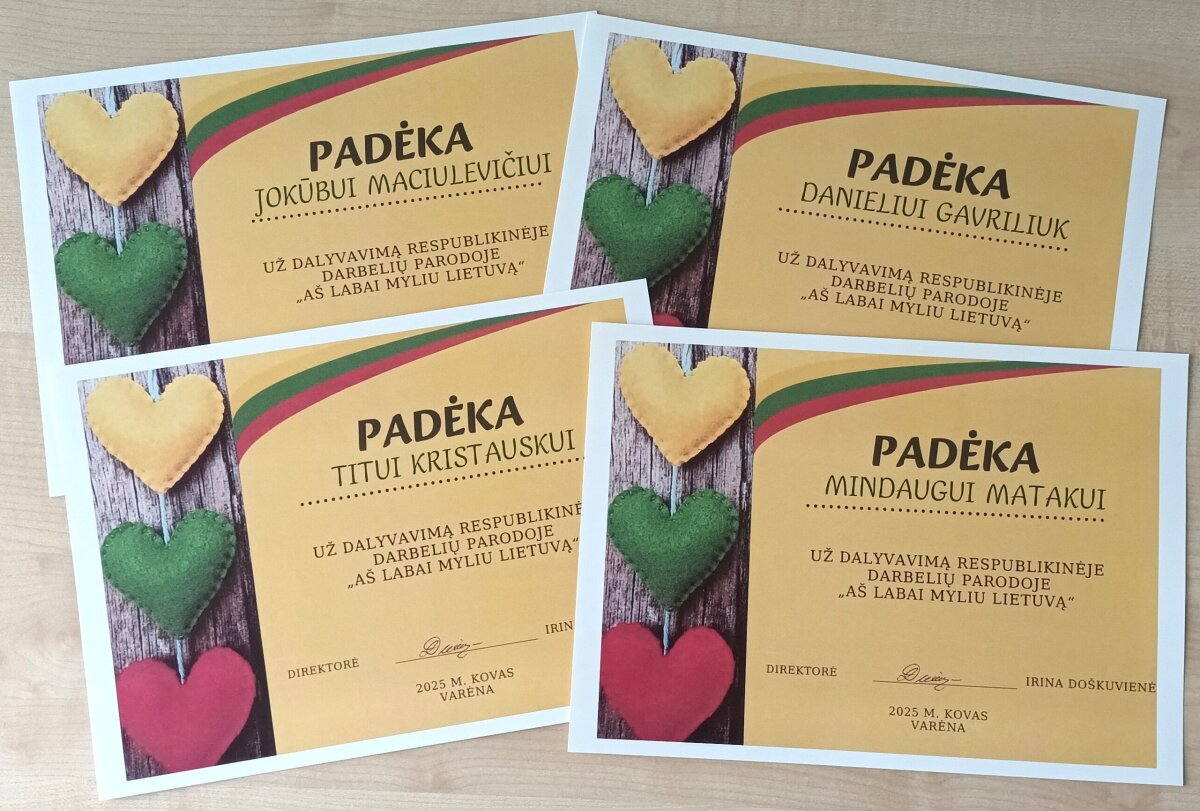 PADĖKA
JOKŪBUI MACIULEVIČIUI
UŽ DALYVAVIMĄ RESPUBLIKINĖJE
DARBELIŲ PARODOJE
„AŠ LABAI MYLIU LIETUVĄ“
PADĖKA
DANIELIUI GAVRILIUK
UŽ DALYVAVIMĄ RESPUBLIKINĖJE
DARBELIŲ PARODOJE
„AŠ LABAI MYLIU LIETUVĄ“
PADĖKA
TITUI KRISTAUSKUI
UŽ DALYVAVIMĄ RESPUBLIKINĖ
DARBELIŲ PARODOJE
„AŠ LABAI MYLIU LIETUVĄ“
DIREKTORĖ IRIN
2025 M. KOVAS
VARĖNA
PADĖKA
MINDAUGUI MATAKUI
UŽ DALYVAVIMĄ RESPUBLIKINĖJE
DARBELIŲ PARODOJE
„AŠ LABAI MYLIU LIETUVĄ“
DIREKTORĖ IRINA DOŠKUVIENĖ
2025 M. KOVAS
VARĖNA